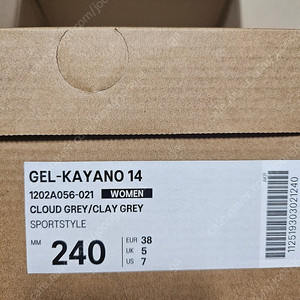 GEL-KAYANO 14
1202A056-021 WOMEN
CLOUD GREY/CLAY GREY
SPORTSTYLE
MM 240 EUR 38
UK 5
US 7
112519303021240